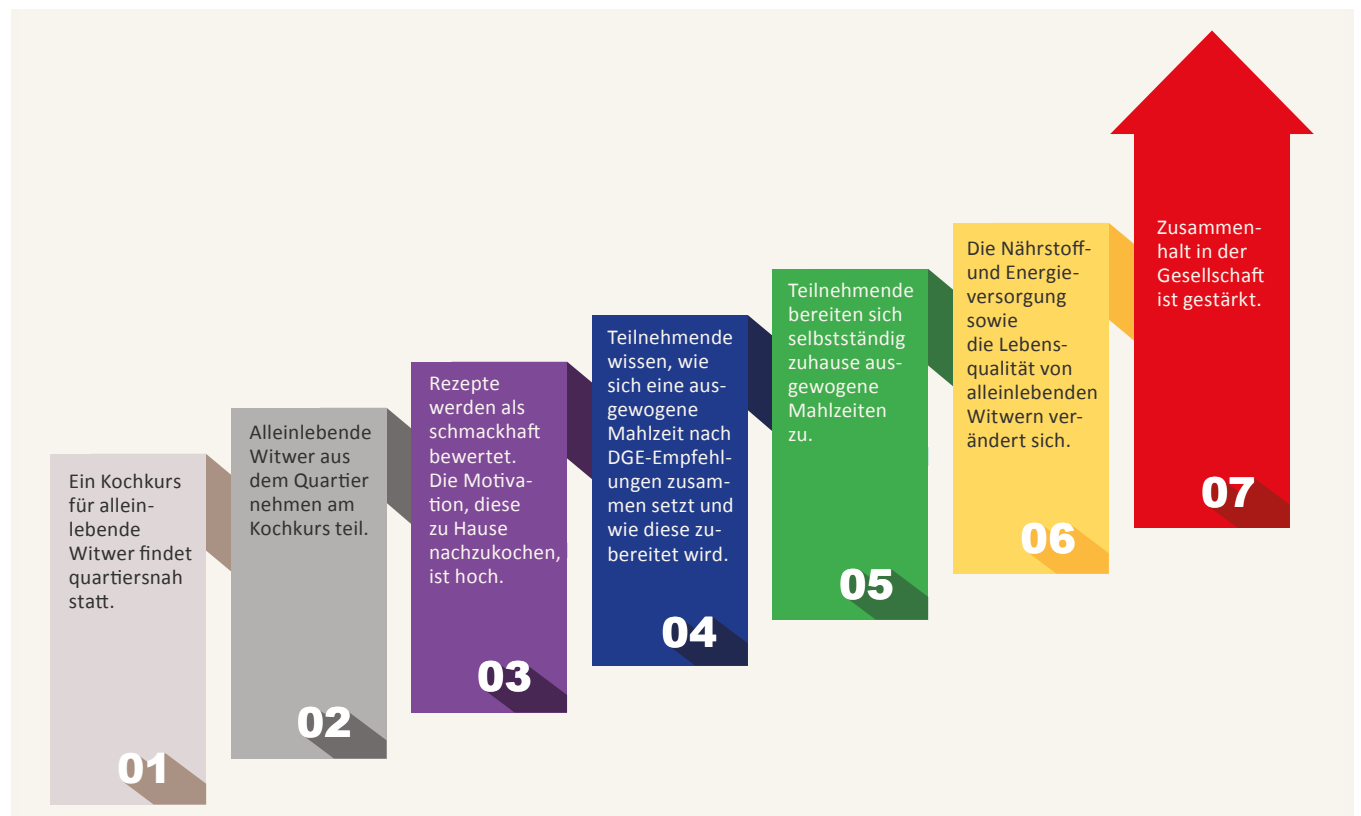 Ein Kochkurs
für allein-
lebende
Witwer findet
quartiersnah
statt.
01
Alleinlebende
Witwer aus
dem Quartier
nehmen am
Kochkurs teil.
02
Rezepte
werden als
schmackhaft
bewertet.
Die Motiva-
tion, diese
zu Hause
nachzukochen,
ist hoch.
03
Teilnehmende
wissen, wie
sich eine aus-
gewogene
Mahlzeit nach
DGE-Empfehl-
ungen zusam-
men setzt und
wie diese zu-
bereitet wird.
04
Teilnehmende
bereiten sich
selbstständig
zuhause aus-
gewogene
Mahlzeiten
zu.
05
Die Nährstoff-
und Energie-
versorgung
sowie
die Lebens-
qualität von
alleinlebenden
Witwern ver-
ändert sich.
06
Zusammen-
halt in der
Gesellschaft
ist gestärkt.
07